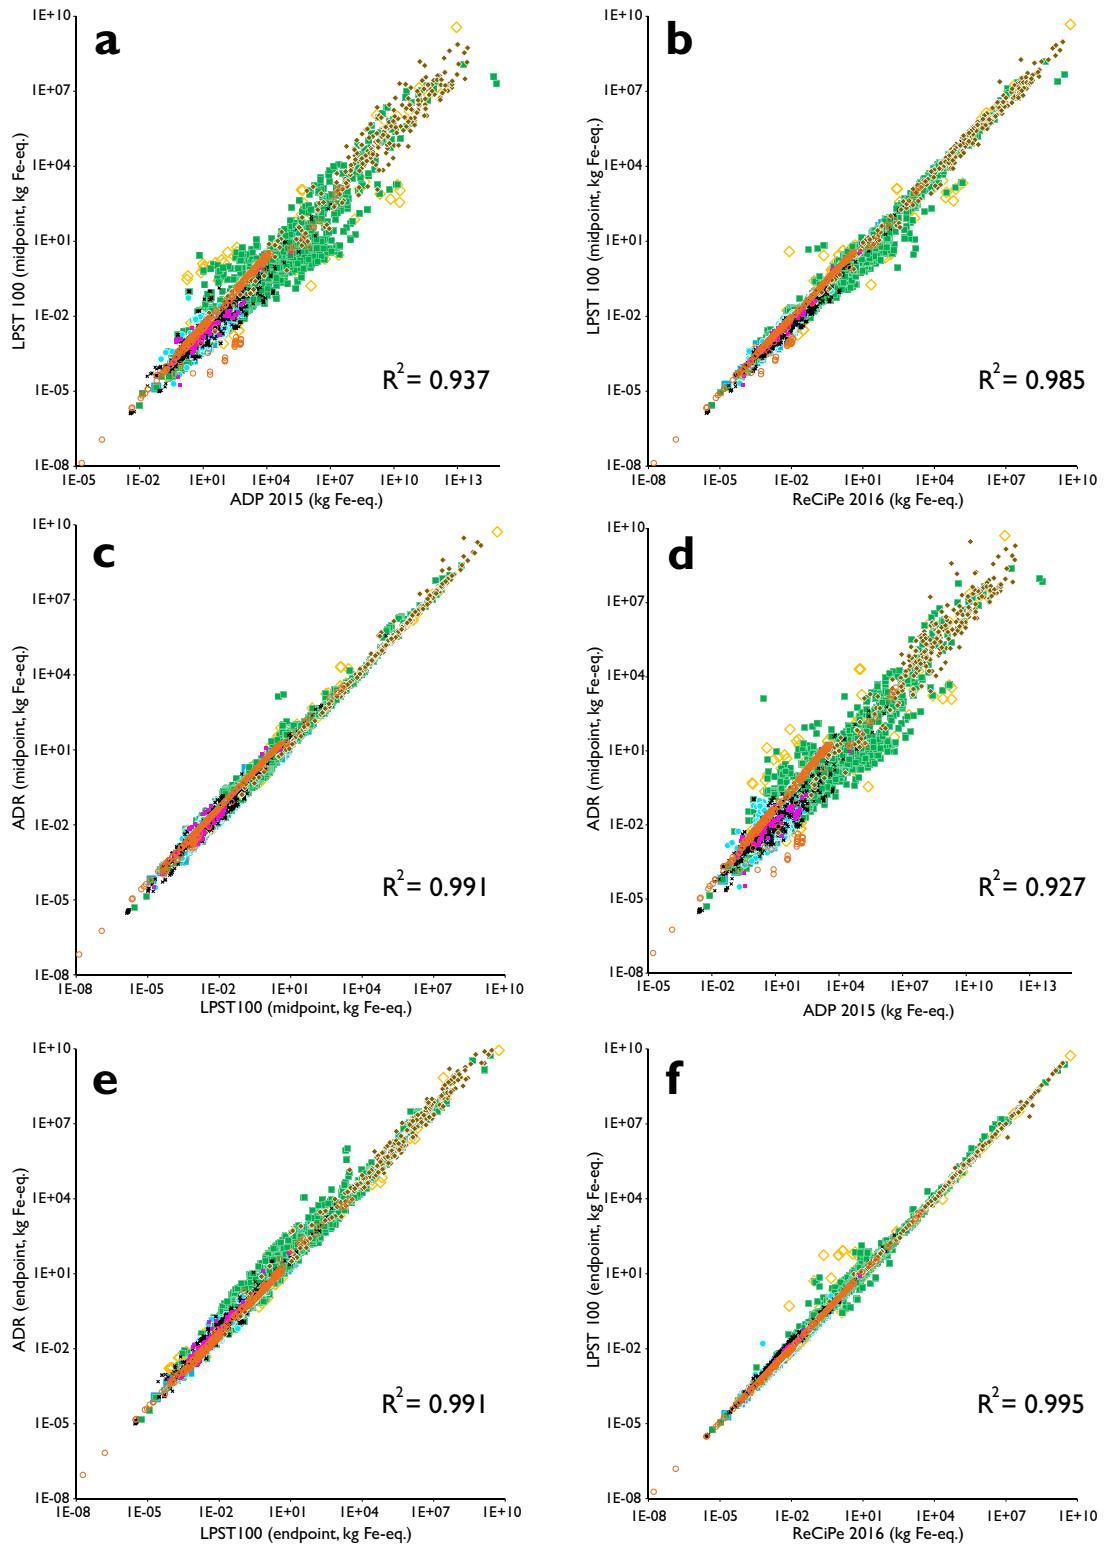 a
1E+10
1E+07
1E+04
1E+01
1E-02
1E-05
1E-08
LPST 100 (midpoint, kg Fe-eq.)
R² = 0.937
1E-05 1E-02 1E+01 1E+04 1E+07 1E+10 1E+13
ADP 2015 (kg Fe-eq.)
b
1E+10
1E+07
1E+04
1E+01
1E-02
1E-05
1E-08
LPST 100 (midpoint, kg Fe-eq.)
R² = 0.985
1E-08 1E-05 1E-02 1E+01 1E+04 1E+07 1E+10
ReCiPe 2016 (kg Fe-eq.)
c
1E+10
1E+07
1E+04
1E+01
1E-02
1E-05
1E-08
ADR (midpoint, kg Fe-eq.)
R² = 0.991
1E-08 1E-05 1E-02 1E+01 1E+04 1E+07 1E+10
LPST100 (midpoint, kg Fe-eq.)
d
1E+10
1E+07
1E+04
1E+01
1E-02
1E-05
1E-08
ADR (midpoint, kg Fe-eq.)
R² = 0.927
1E-05 1E-02 1E+01 1E+04 1E+07 1E+10 1E+13
ADP 2015 (kg Fe-eq.)
e
1E+10
1E+07
1E+04
1E+01
1E-02
1E-05
1E-08
ADR (endpoint, kg Fe-eq.)
R² = 0.991
1E-08 1E-05 1E-02 1E+01 1E+04 1E+07 1E+10
LPST100 (endpoint, kg Fe-eq.)
f
1E+10
1E+07
1E+04
1E+01
1E-02
1E-05
1E-08
LPST 100 (endpoint, kg Fe-eq.)
R² = 0.995
1E-08 1E-05 1E-02 1E+01 1E+04 1E+07 1E+10
ReCiPe 2016 (kg Fe-eq.)